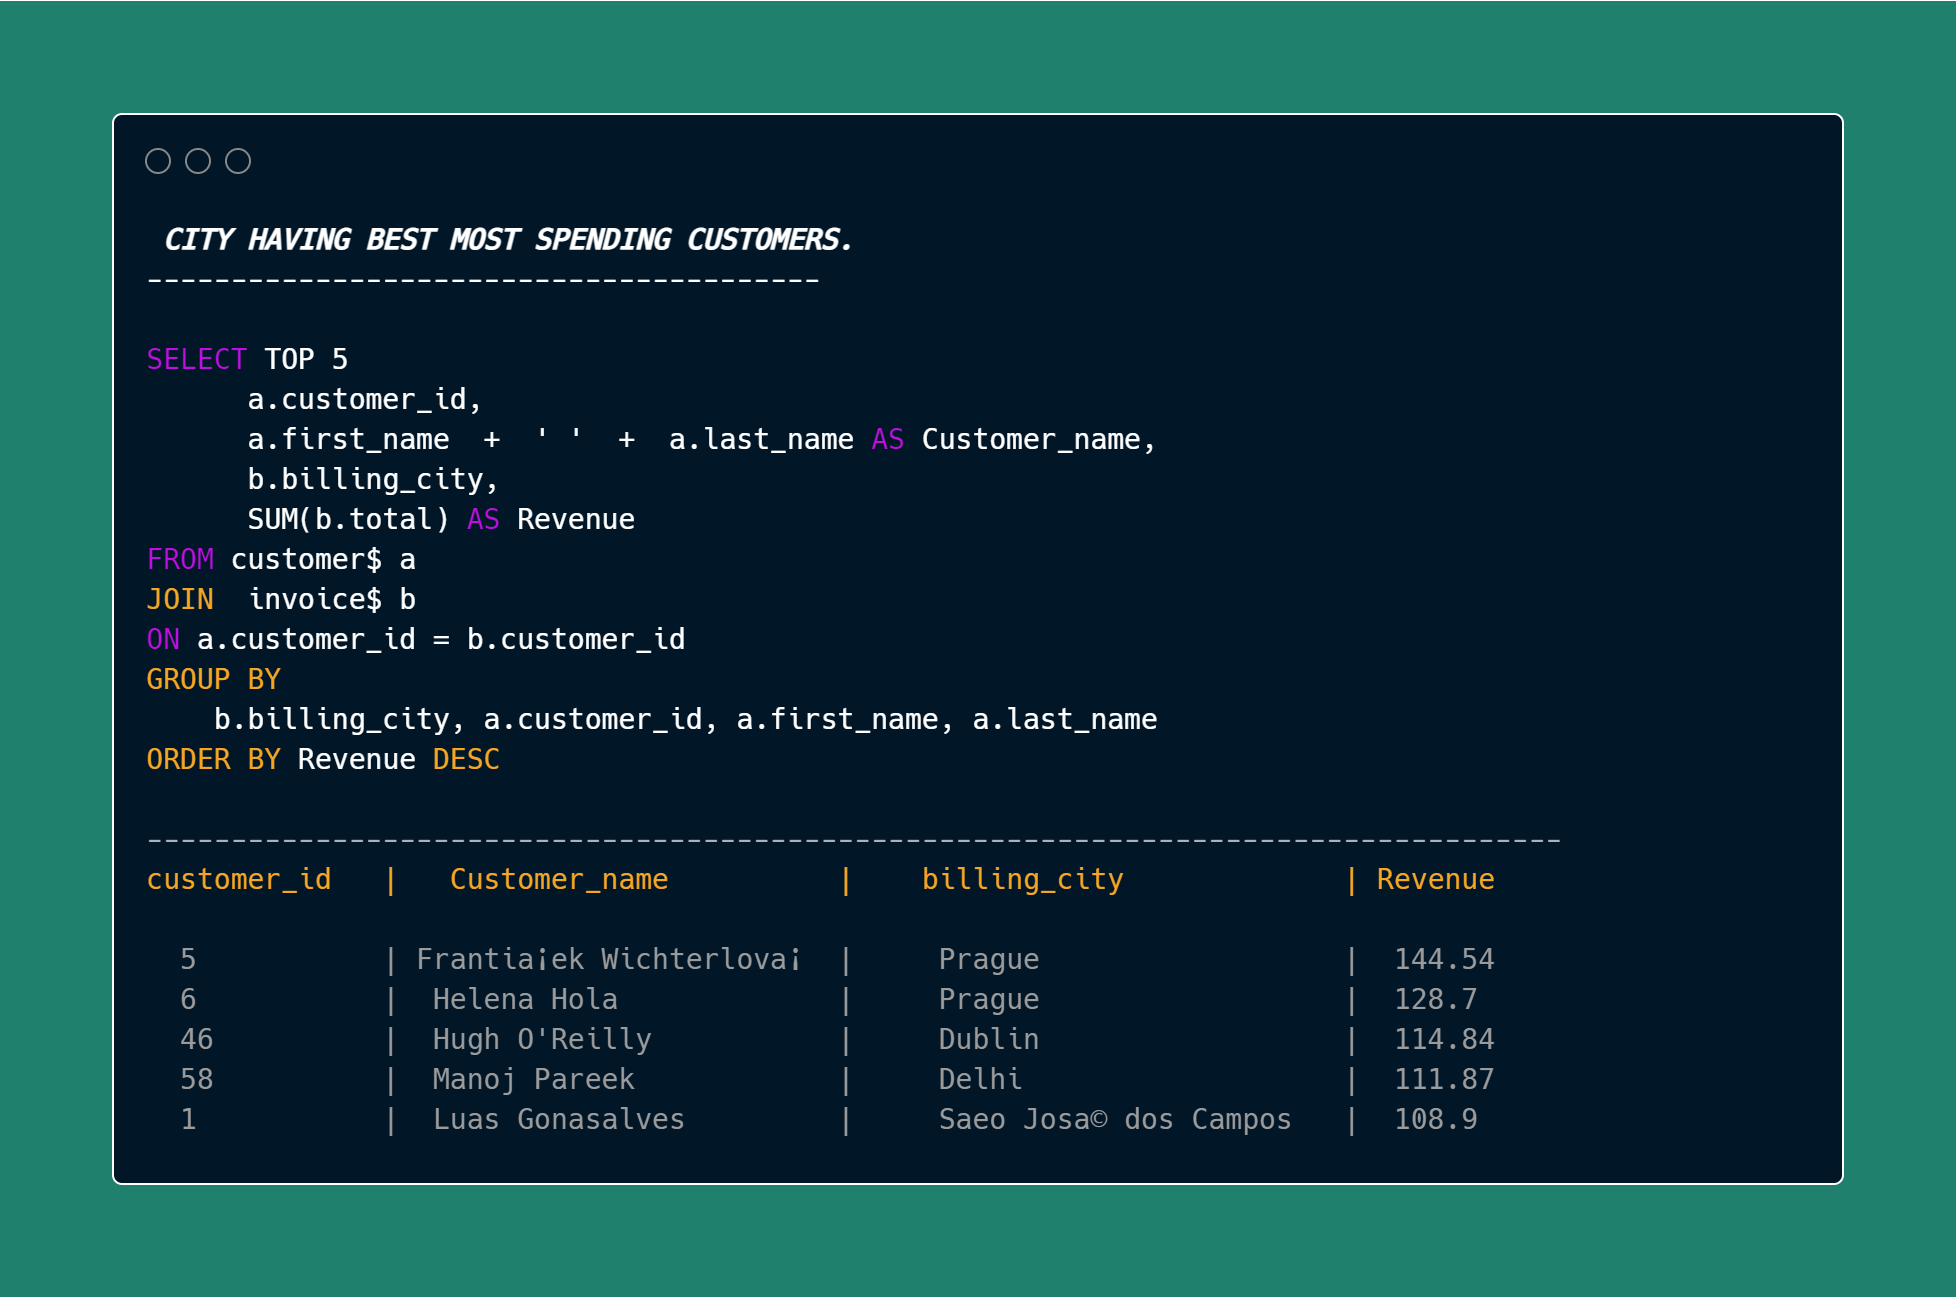 CITY HAVING BEST MOST SPENDING CUSTOMERS.
----------------------------------------
SELECT TOP 5
      a.customer_id,
      a.first_name  +  ' '  +  a.last_name AS Customer_name,
      b.billing_city,
      SUM(b.total) AS Revenue
FROM customer$ a
JOIN  invoice$ b
ON a.customer_id = b.customer_id
GROUP BY
    b.billing_city, a.customer_id, a.first_name, a.last_name
ORDER BY Revenue DESC
------------------------------------------------------------------------------------
customer_id   |   Customer_name          |    billing_city             | Revenue
  5           | Frantia¡ek Wichterlova¡  |     Prague                  |  144.54
  6           |  Helena Hola             |     Prague                  |  128.7
  46          |  Hugh O'Reilly           |     Dublin                  |  114.84
  58          |  Manoj Pareek            |     Delhi                   |  111.87
  1           |  Luas Gonasalves         |     Saeo Josa© dos Campos   |  108.9